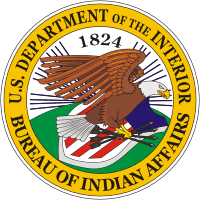 U.S. DEPARTMENT OF THE INTERIOR
1824
BUREAU OF INDIAN AFFAIRS